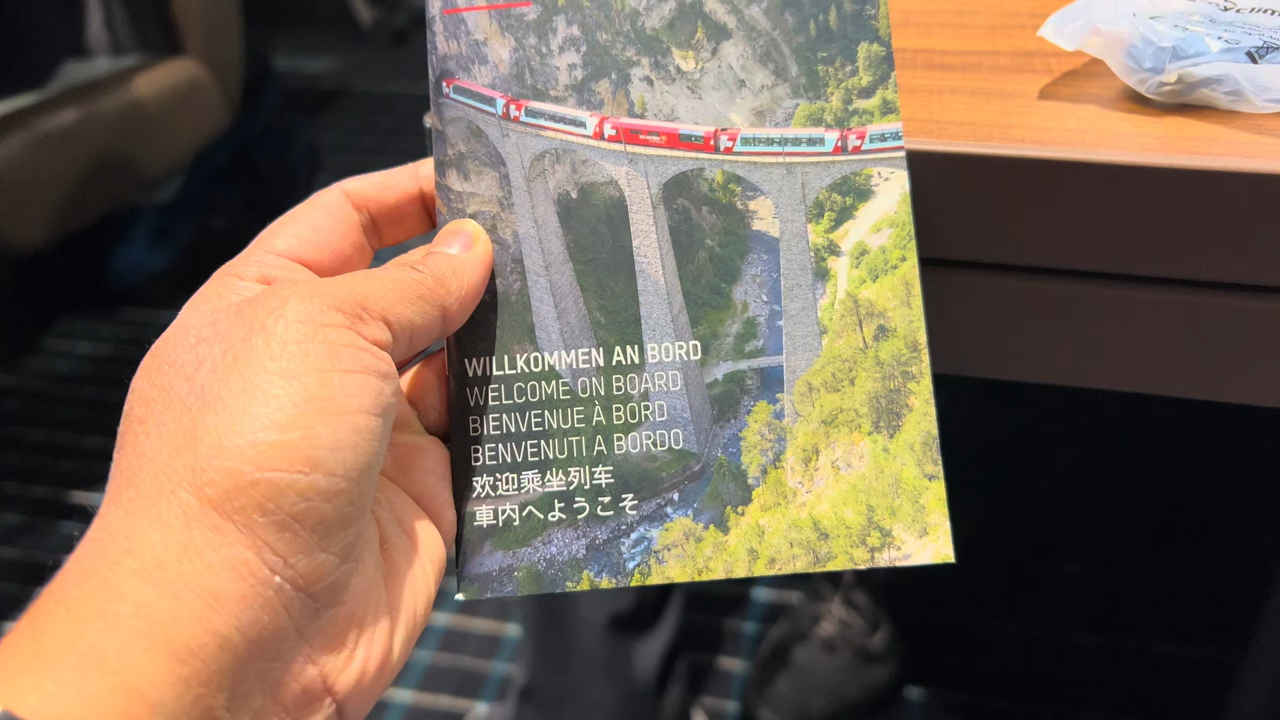 WILLKOMMEN AN BORD
WELCOME ON BOARD
BIENVENUE À BORD
BENVENUTI A BORDO
欢迎乘坐列车
車内へようこそ